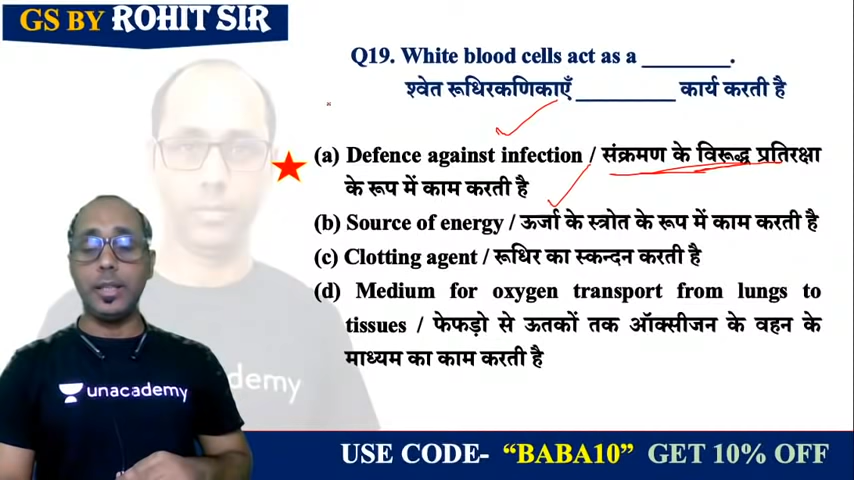 GS BY ROHIT SIR
Q19. White blood cells act as a ________.
श्वेत रूधिरकणिकाएँ __________ कार्य करती है
(a) Defence against infection / संक्रमण के विरूद्ध प्रतिरक्षा
के रूप में काम करती है
(b) Source of energy / ऊर्जा के स्त्रोत के रूप में काम करती है
(c) Clotting agent / रूधिर का स्कन्दन करती है
(d) Medium for oxygen transport from lungs to
tissues / फेफड़ो से ऊतकों तक ऑक्सीजन के वहन के
माध्यम का काम करती है
unacademy
demy
USE CODE- “BABA10” GET 10% OFF